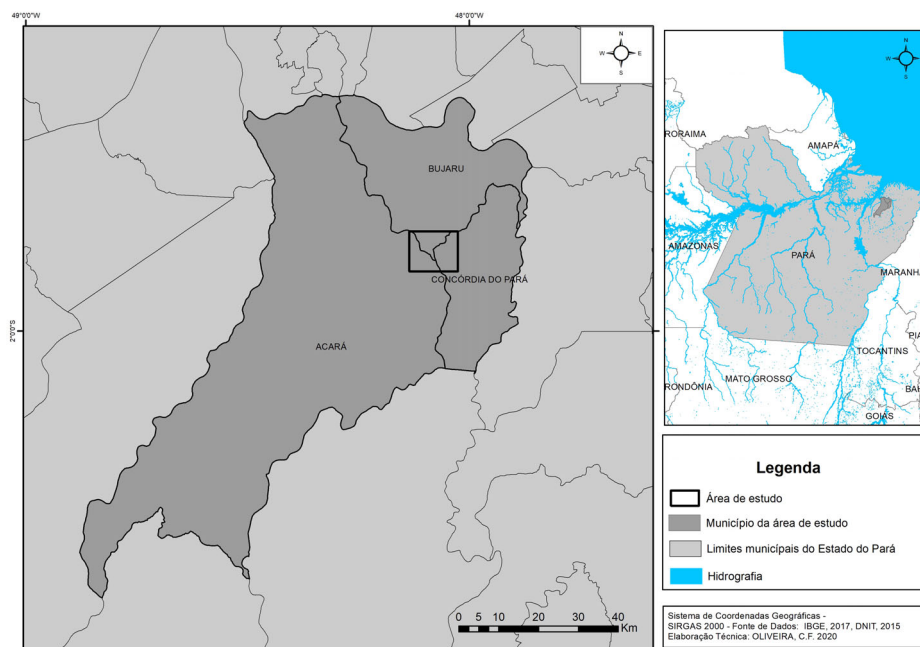 49°0'0"W
48°0'0"W
N
W E
S
BUJARU
CONCÓRDIA DO PARÁ
2°0'0"S
ACARÁ
0 5 10 20 30 40
Km
N
W E
S
RORAIMA
AMAPÁ
AMAZONAS
PARÁ
MARANHÃ
PIA
TOCANTINS
MATO GROSSO
RONDÔNIA
BAH
GOIÁS
Legenda
Área de estudo
Município da área de estudo
Limites municípais do Estado do Pará
Hidrografia
Sistema de Coordenadas Geográficas -
SIRGAS 2000 - Fonte de Dados: IBGE, 2017, DNIT, 2015
Elaboração Técnica: OLIVEIRA, C.F. 2020